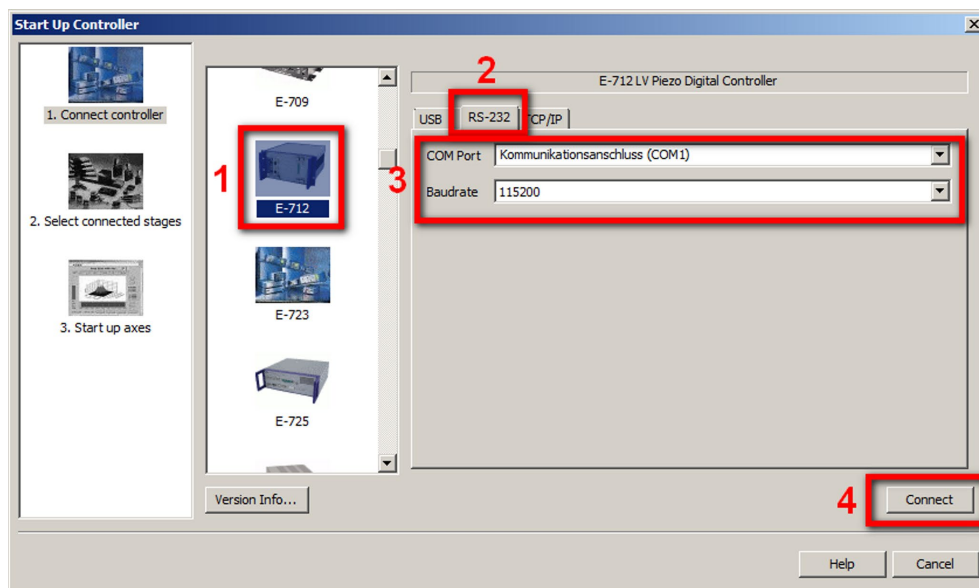 Start Up Controller
1. Connect controller
2. Select connected stages
3. Start up axes
E-709
1
E-712
E-723
E-725
Version Info...
E-712 LV Piezo Digital Controller
2
USB RS-232 TCP/IP
3
COM Port Kommunikationsanschluss (COM1)
Baudrate 115200
4
Connect
Help Cancel